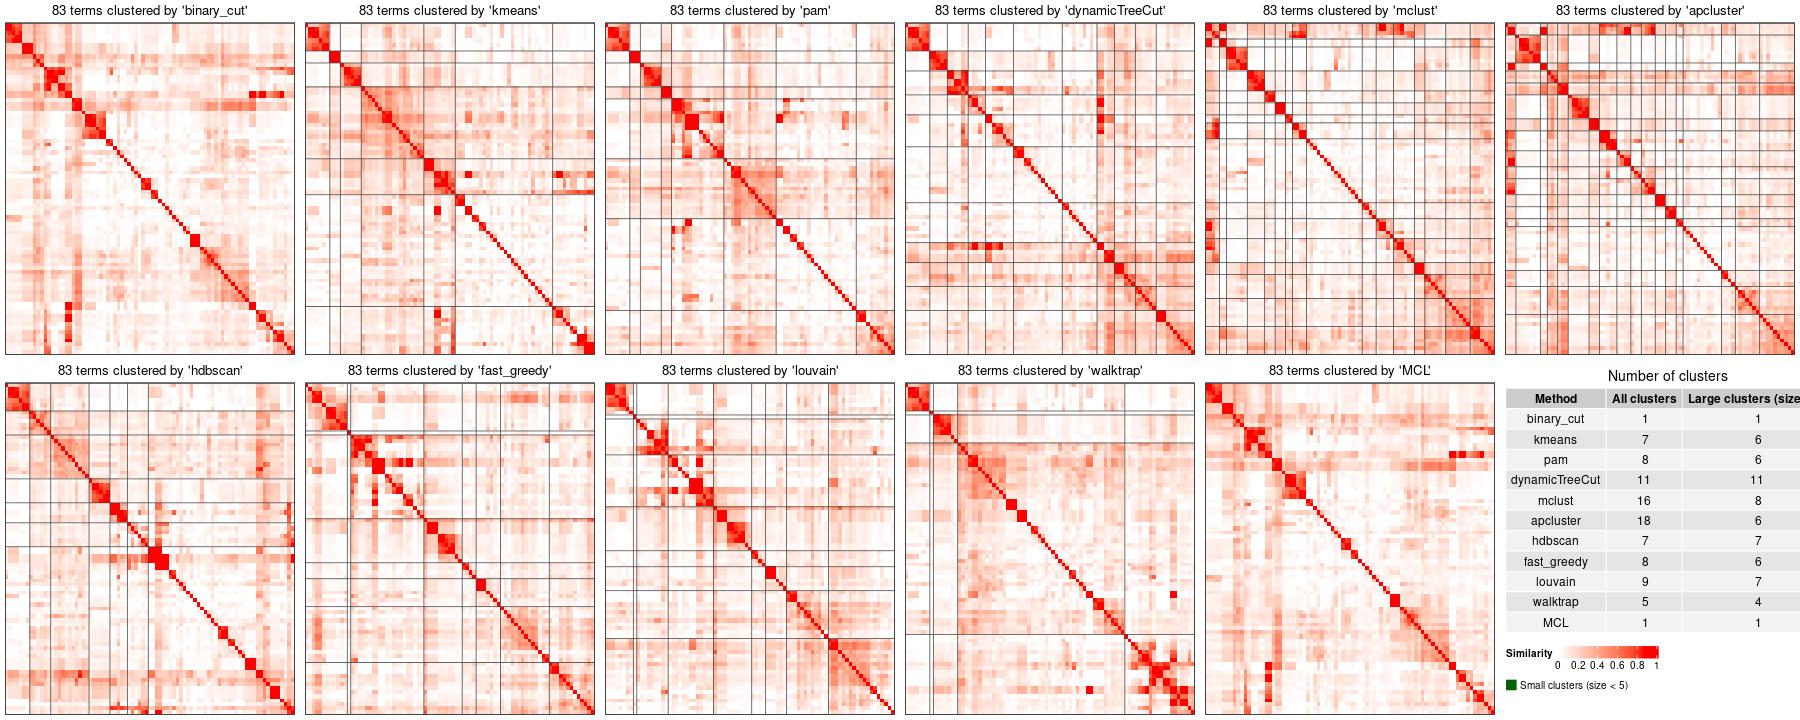 83 terms clustered by 'binary_cut'
83 terms clustered by 'kmeans'
83 terms clustered by 'pam'
83 terms clustered by 'dynamicTreeCut'
83 terms clustered by 'mclust'
83 terms clustered by 'apcluster'
83 terms clustered by 'hdbscan'
83 terms clustered by 'fast_greedy'
83 terms clustered by 'louvain'
83 terms clustered by 'walktrap'
83 terms clustered by 'MCL'
Number of clusters
Method All clusters Large clusters (size
binary_cut 1 1
kmeans 7 6
pam 8 6
dynamicTreeCut 11 11
mclust 16 8
apcluster 18 6
hdbscan 7 7
fast_greedy 8 6
louvain 9 7
walktrap 5 4
MCL 1 1
Similarity
0 0.2 0.4 0.6 0.8 1
Small clusters (size < 5)